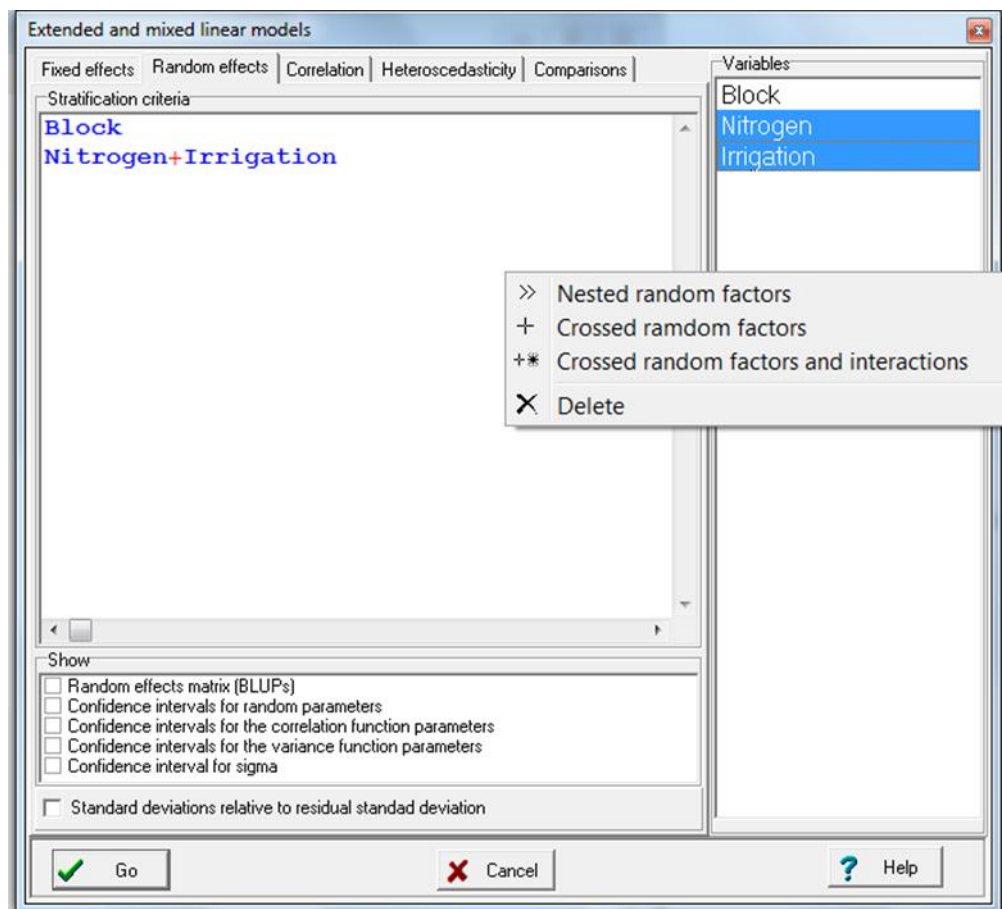 Extended and mixed linear models
Fixed effects Random effects Correlation Heteroscedasticity Comparisons
Stratification criteria
Block
Nitrogen+Irrigation
Variables
Block
Nitrogen
Irrigation
>> Nested random factors
+ Crossed ramdom factors
+* Crossed random factors and interactions
X Delete
Show
Random effects matrix (BLUPs)
Confidence intervals for random parameters
Confidence intervals for the correlation function parameters
Confidence intervals for the variance function parameters
Confidence interval for sigma
Standard deviations relative to residual standad deviation
Go Cancel ? Help